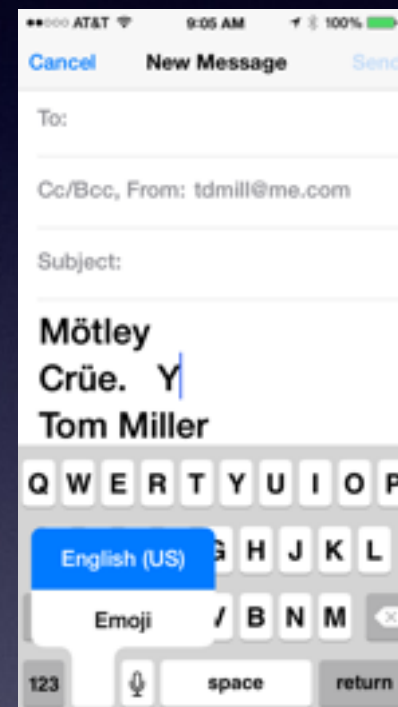 AT&T 9:05 AM 100%
Cancel New Message Send
To:
Cc/Bcc, From: tdmill@me.com
Subject:
Mötley
Crüe. Y
Tom Miller
Q W E R T Y U I O P
English (US) G H J K L
Emoji V B N M
123 space return